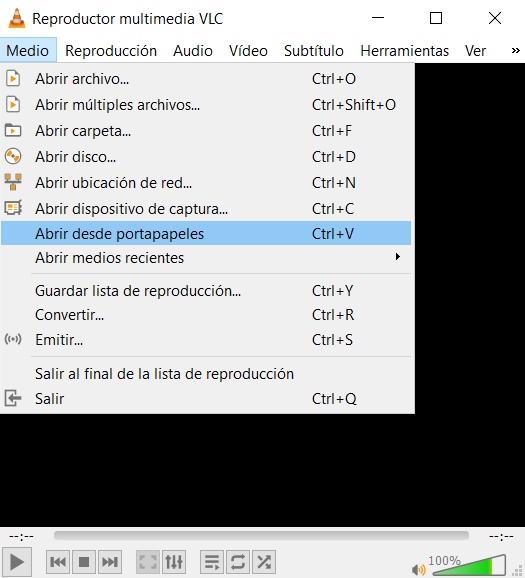 Reproductor multimedia VLC
Medio Reproducción Audio Vídeo Subtítulo Herramientas Ver »
Abrir archivo... Ctrl+O
Abrir múltiples archivos... Ctrl+Shift+O
Abrir carpeta... Ctrl+F
Abrir disco... Ctrl+D
Abrir ubicación de red... Ctrl+N
Abrir dispositivo de captura... Ctrl+C
Abrir desde portapapeles Ctrl+V
Abrir medios recientes
Guardar lista de reproducción... Ctrl+Y
Convertir... Ctrl+R
Emitir... Ctrl+S
Salir al final de la lista de reproducción
Salir Ctrl+Q
--:-- --:--
100%